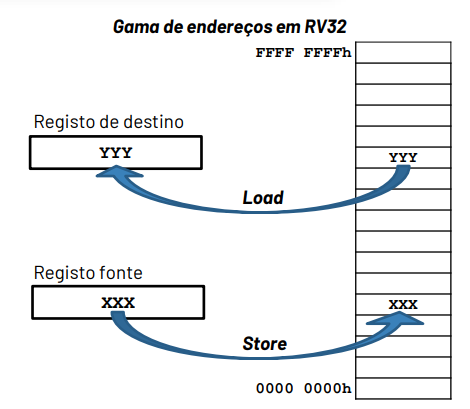 Gama de endereços em RV32
FFFF FFFFh
Registo de destino
YYY
YYY
Load
Registo fonte
XXX
XXX
Store
0000 0000h